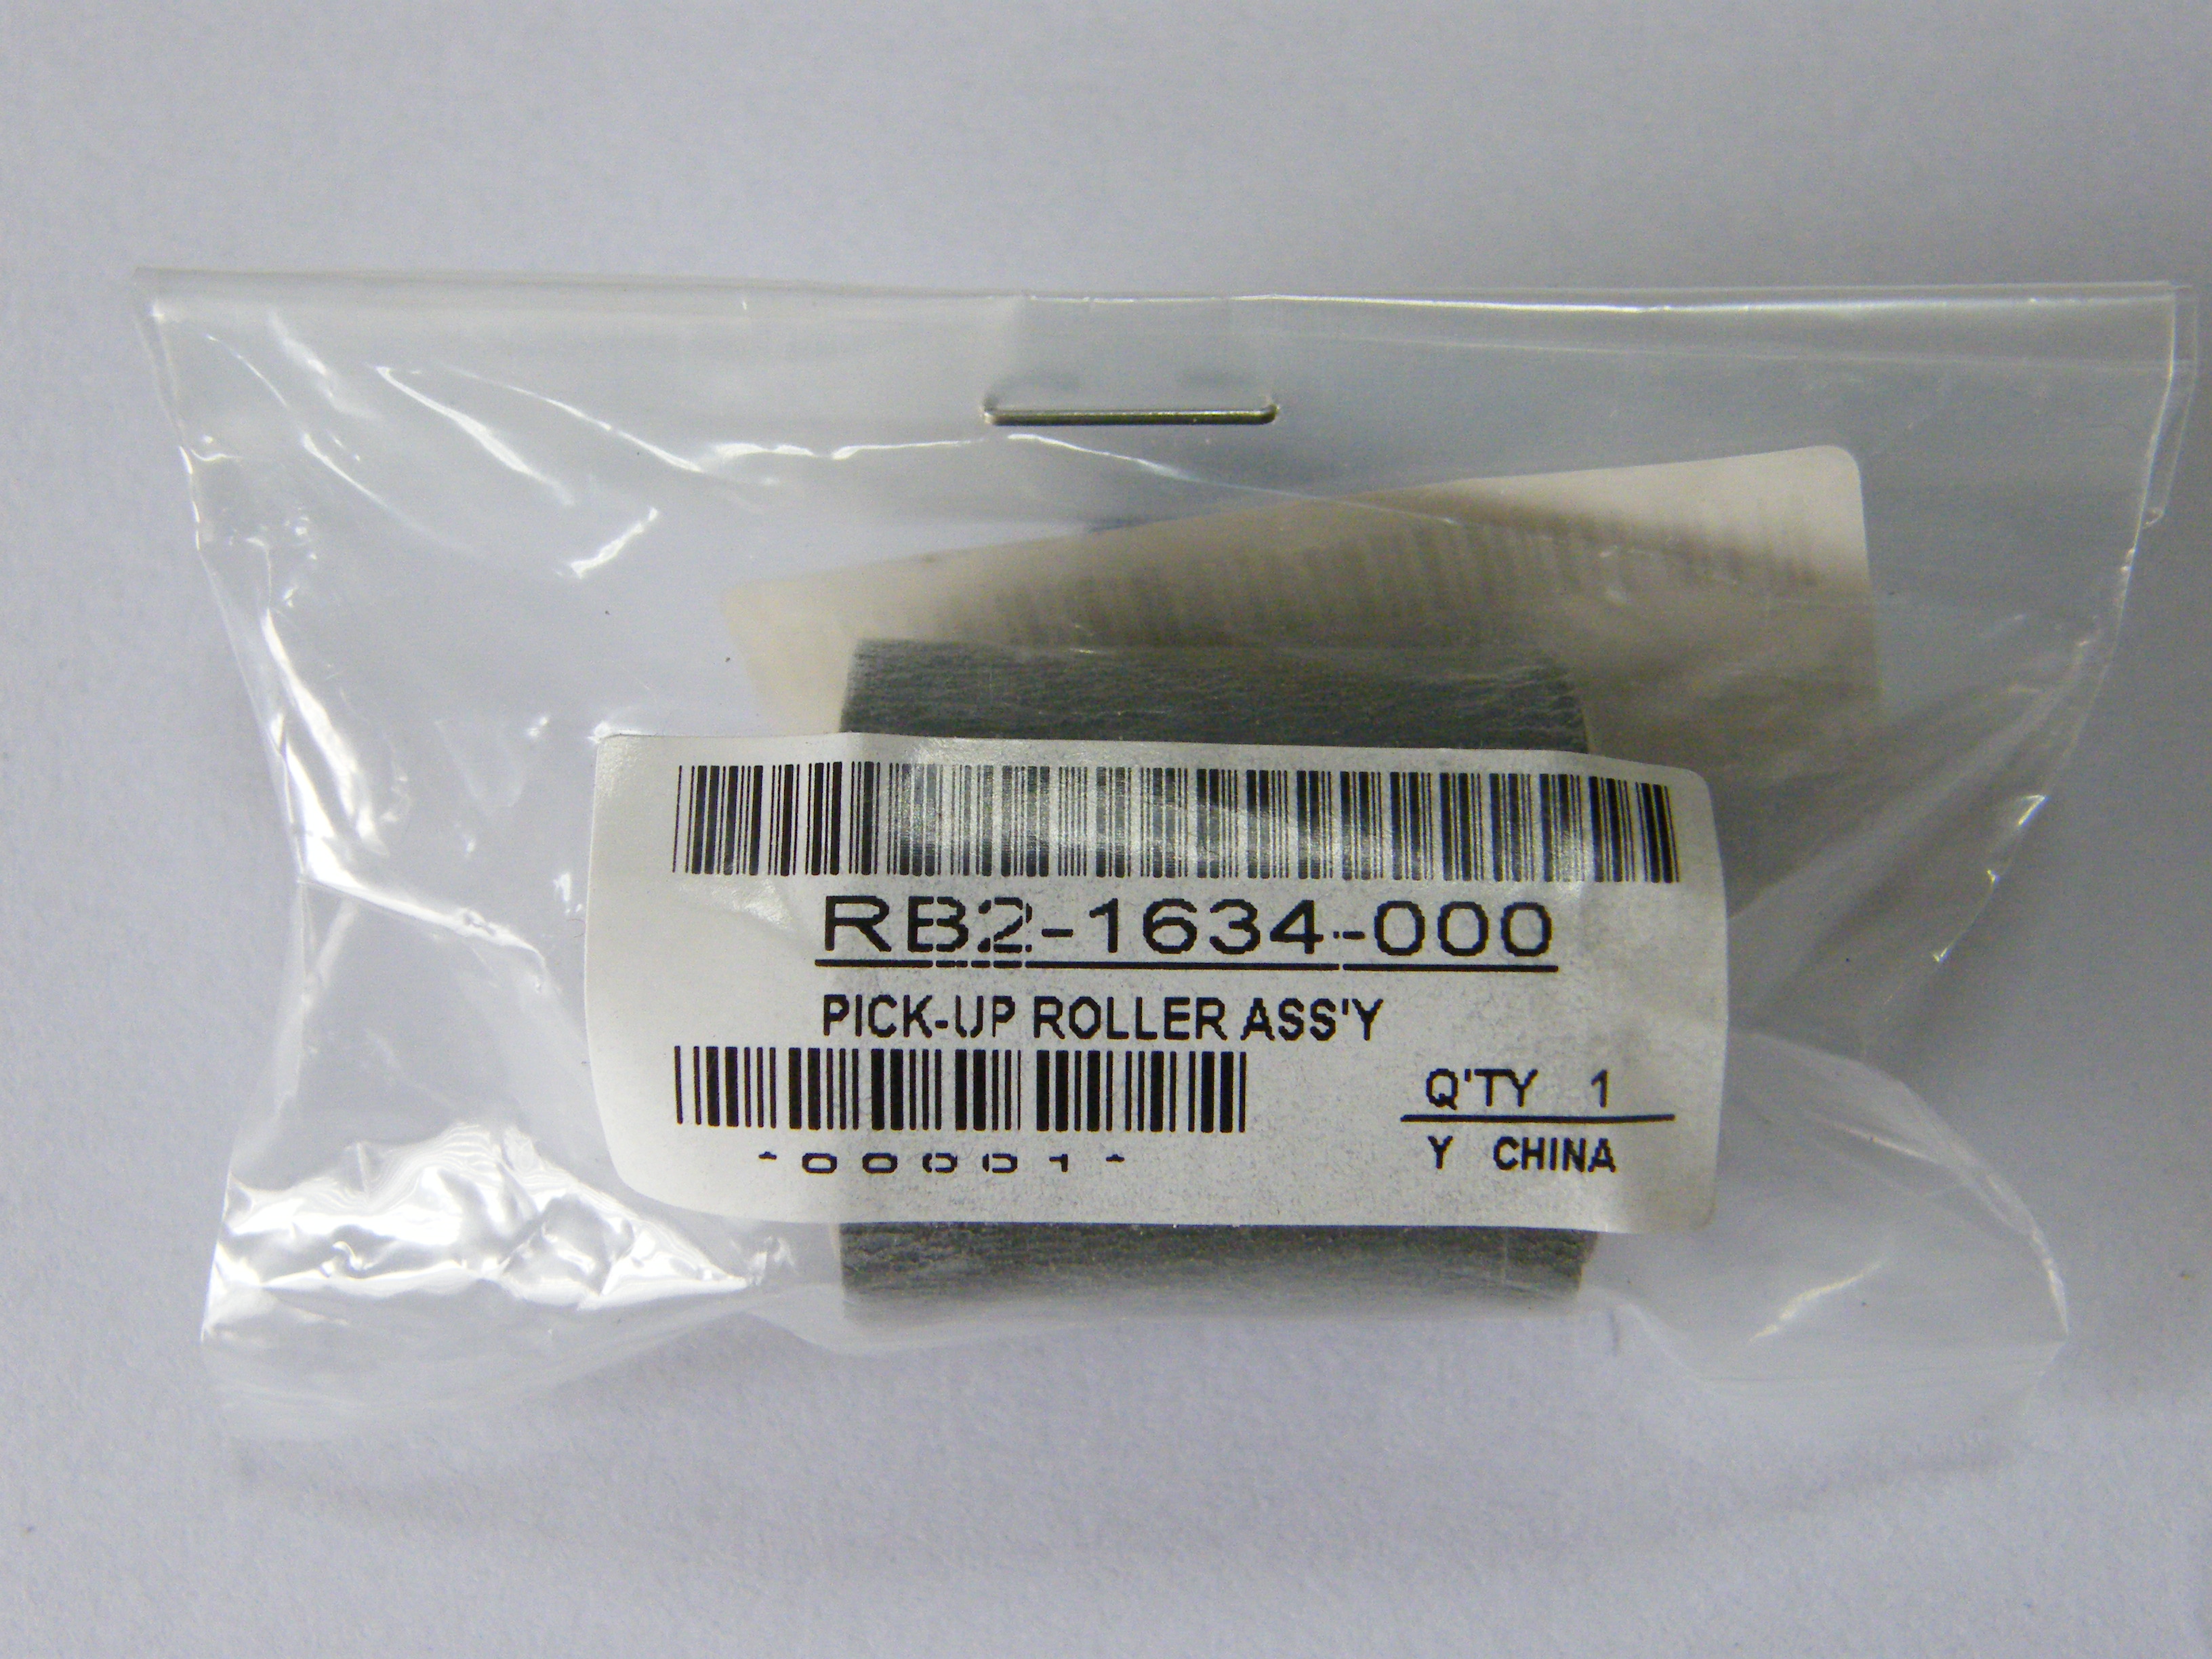 RB2-1634-000
PICK-UP ROLLER ASS'Y
Q'TY 1
Y CHINA
-00001-